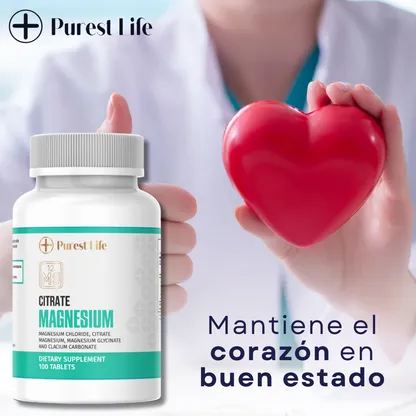 Purest Life
Purest Life
CITRATE
MAGNESIUM
MAGNESIUM CHLORIDE, CITRATE
MAGNESIUM, MAGNESIUM GLYCINATE
AND CLACIUM CARBONATE
DIETARY SUPPLEMENT
100 TABLETS
Mantiene el
corazón en
buen estado